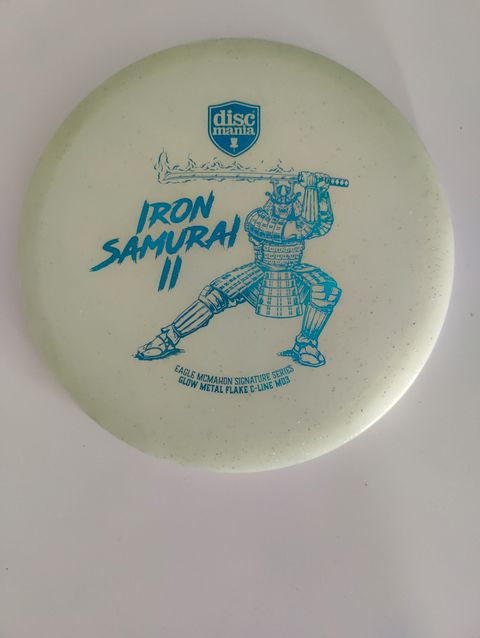 disc
mania
IRON
SAMURAI
II
EAGLE MCMAHON SIGNATURE SERIES
GLOW METAL FLAKE C-LINE MD3